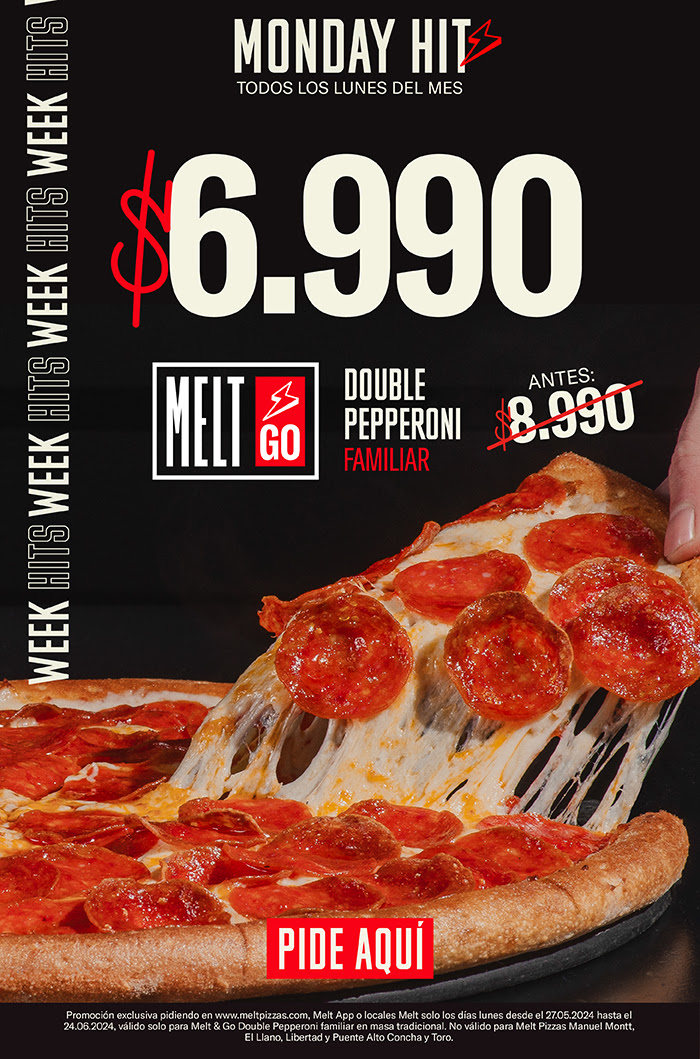 MONDAY HIT
TODOS LOS LUNES DEL MES
WEEK HITS WEEK HITS WEEK HITS WEEK HITS
$6.990
MELT GO
DOUBLE
PEPPERONI
FAMILIAR
ANTES:
$8.990
PIDE AQUÍ
Promoción exclusiva pidiendo en www.meltpizzas.com, Melt App o locales Melt solo los días lunes desde el 27.05.2024 hasta el
24.06.2024, válido solo para Melt & Go Double Pepperoni familiar en masa tradicional. No válido para Melt Pizzas Manuel Montt,
El Llano, Libertad y Puente Alto Concha y Toro.